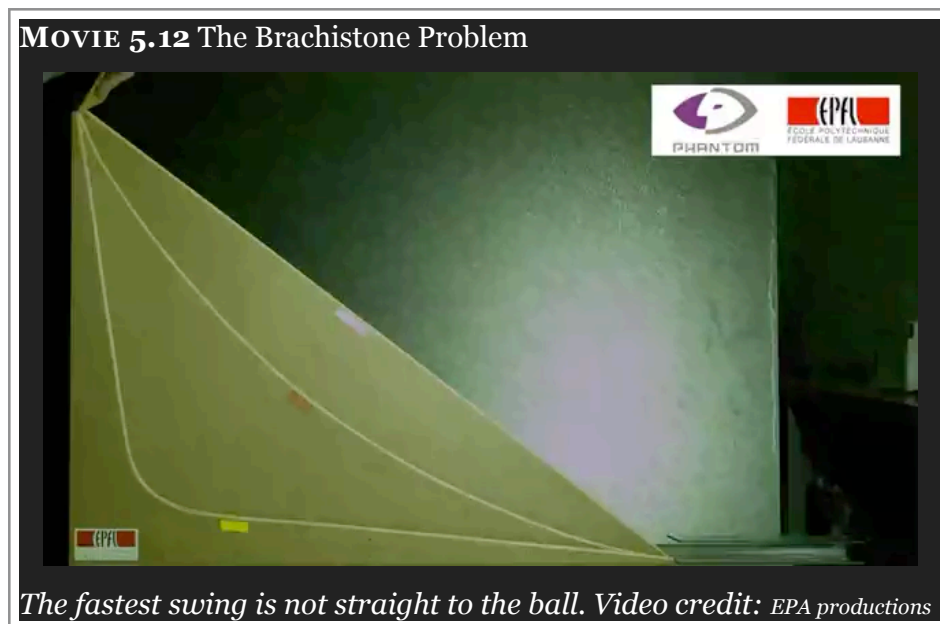 MOVIE 5.12 The Brachistone Problem
PHANTOM
EPFL
ÉCOLE POLYTECHNIQUE
FÉDÉRALE DE LAUSANNE
EPFL
The fastest swing is not straight to the ball. Video credit: EPA productions